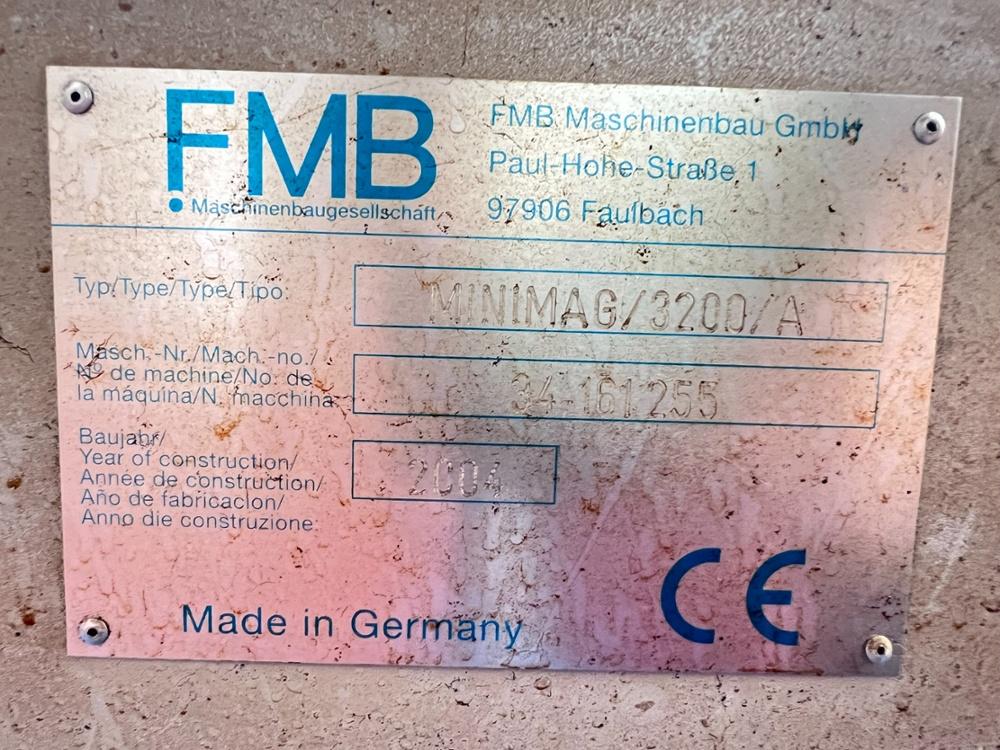 FMB
Maschinenbaugesellschaft
FMB Maschinenbau GmbH
Paul-Hohe-Straße 1
97906 Faulbach
Typ/Type/Type/Tipo:
MINIMAG/3200/A
Masch.-Nr./Mach.-no./
Nº de machine/No. de
la máquina/N. macchina
34-161255
Baujahr/
Year of construction/
Année de construction/
Año de fabricacion/
Anno die construzione:
2004
Made in Germany
CE